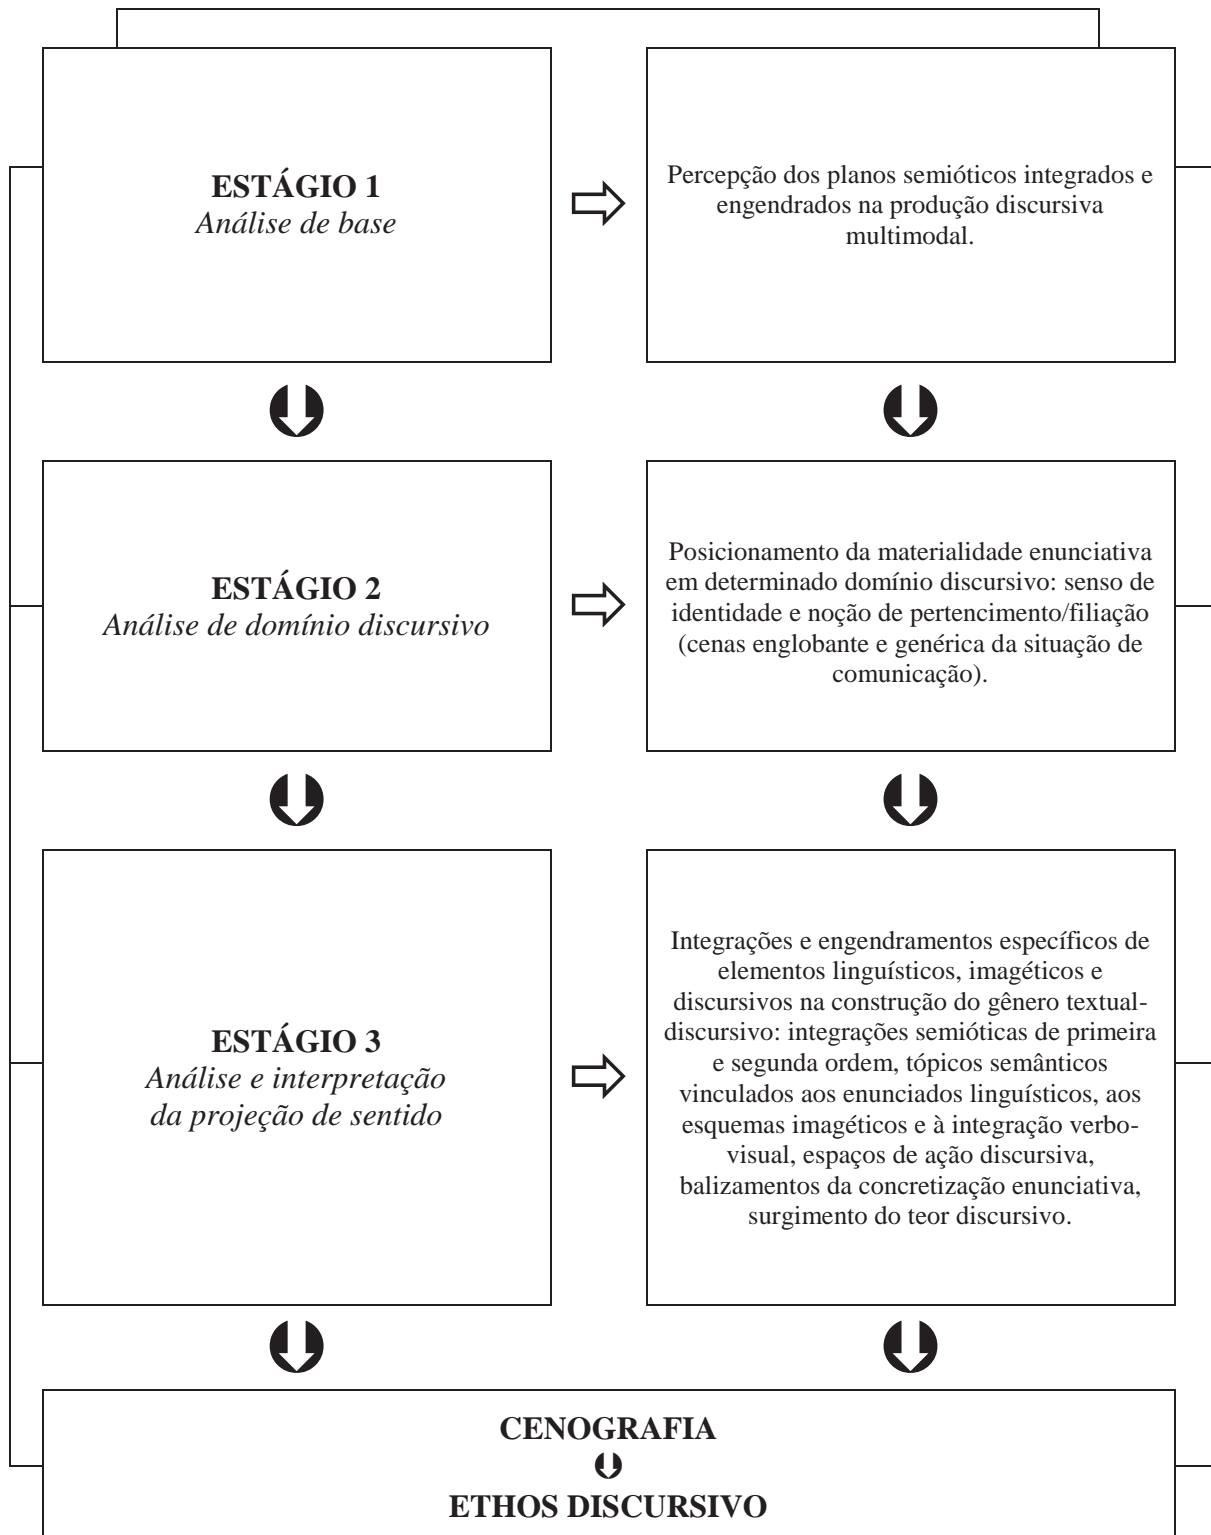 ESTÁGIO 1
Análise de base
Percepção dos planos semióticos integrados e
engendrados na produção discursiva
multimodal.
ESTÁGIO 2
Análise de domínio discursivo
Posicionamento da materialidade enunciativa
em determinado domínio discursivo: senso de
identidade e noção de pertencimento/filiação
(cenas englobante e genérica da situação de
comunicação).
ESTÁGIO 3
Análise e interpretação
da projeção de sentido
Integrações e engendramentos específicos de
elementos linguísticos, imagéticos e
discursivos na construção do gênero textual-
discursivo: integrações semióticas de primeira
e segunda ordem, tópicos semânticos
vinculados aos enunciados linguísticos, aos
esquemas imagéticos e à integração verbo-
visual, espaços de ação discursiva,
balizamentos da concretização enunciativa,
surgimento do teor discursivo.
CENOGRAFIA
ETHOS DISCURSIVO